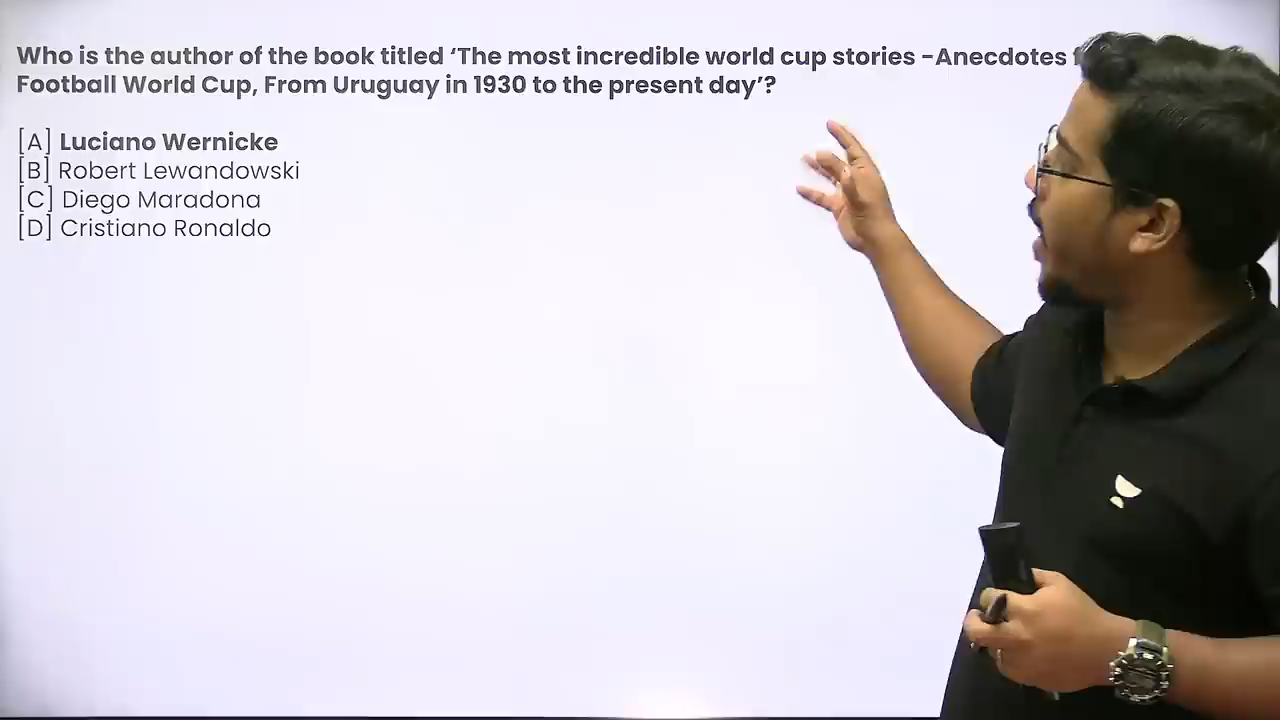 Who is the author of the book titled ‘The most incredible world cup stories -Anecdotes
Football World Cup, From Uruguay in 1930 to the present day’?
[A] Luciano Wernicke
[B] Robert Lewandowski
[C] Diego Maradona
[D] Cristiano Ronaldo